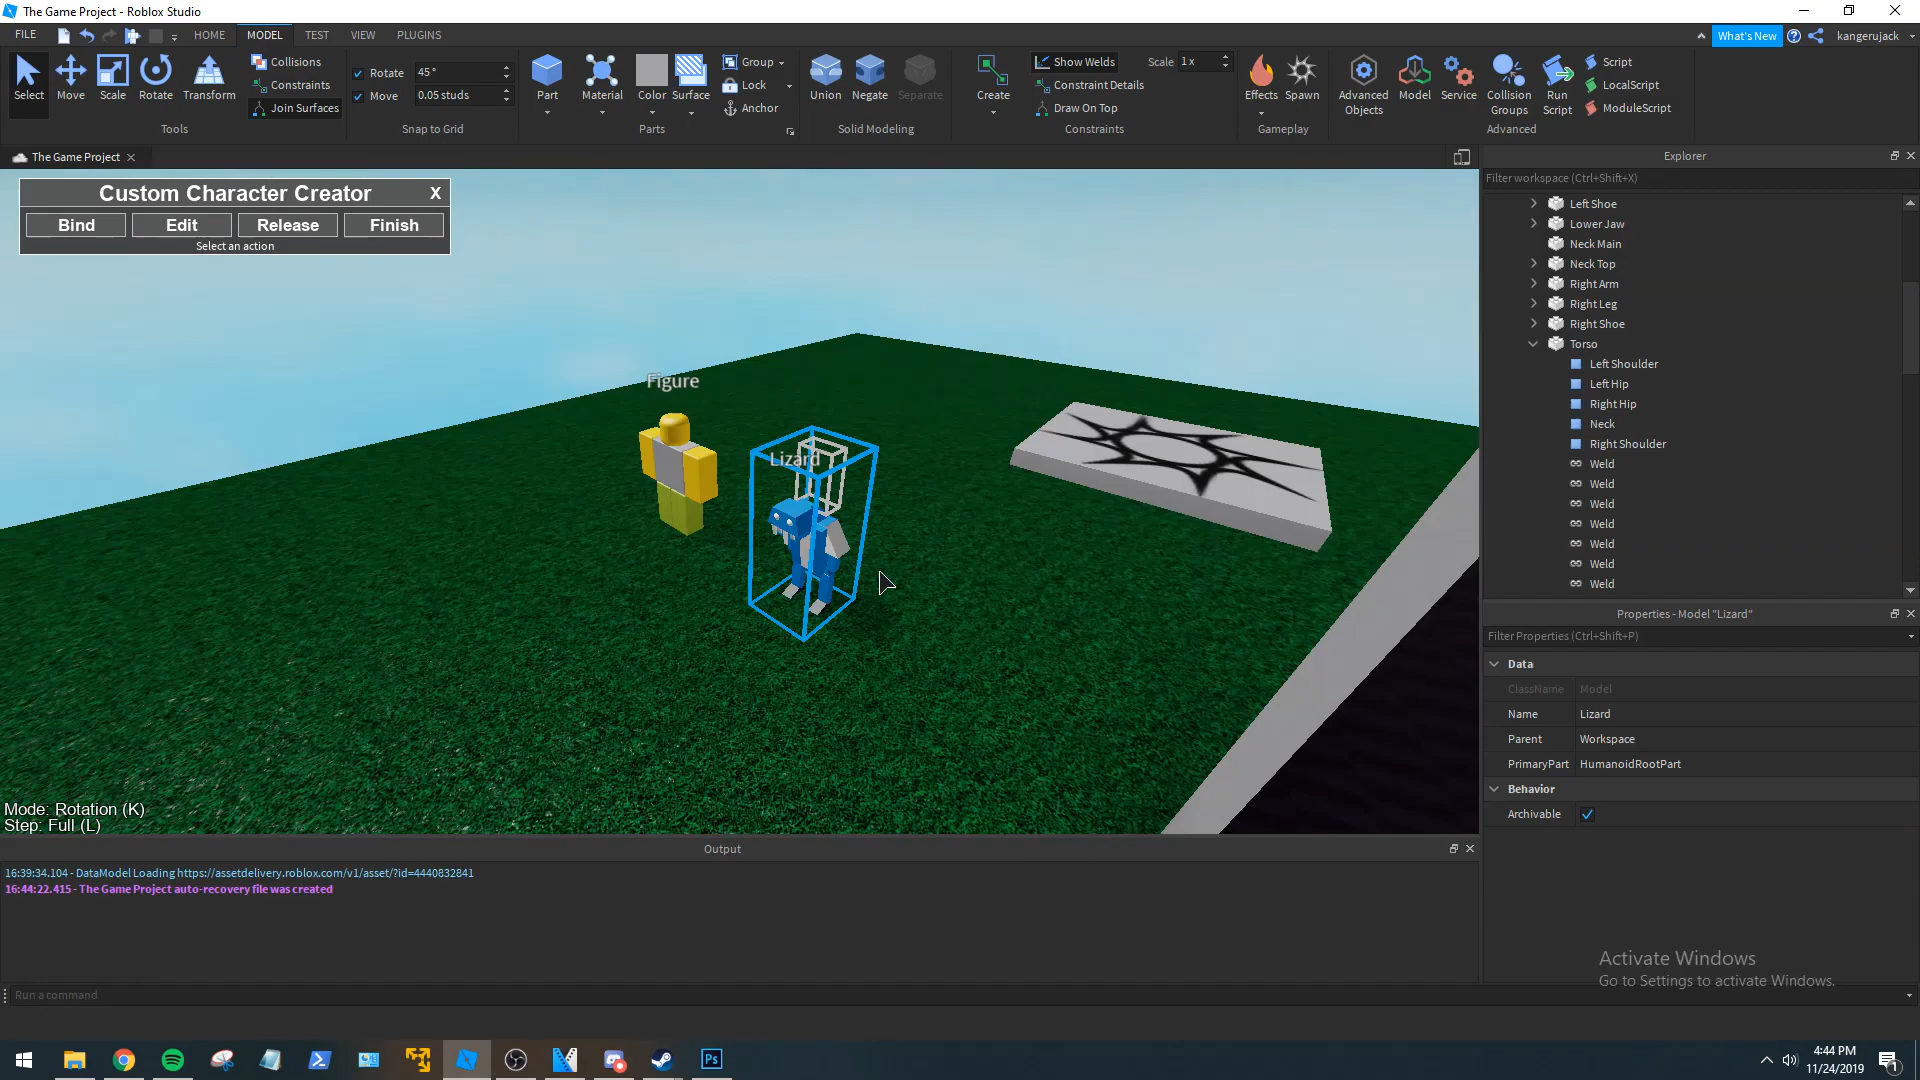 The Game Project - Roblox Studio
FILE
HOME
MODEL
TEST
VIEW
PLUGINS
What's New
kangerujack
Select
Move
Scale
Rotate
Transform
Collisions
Constraints
Join Surfaces
Tools
Rotate
45 °
Move
0.05 studs
Snap to Grid
Part
Material
Color
Surface
Group
Lock
Anchor
Parts
Union
Negate
Separate
Solid Modeling
Create
Show Welds
Scale
1 x
Constraint Details
Draw On Top
Constraints
Effects
Spawn
Gameplay
Advanced
Objects
Model
Service
Collision
Groups
Run
Script
Script
LocalScript
ModuleScript
Advanced
The Game Project
Custom Character Creator
X
Bind
Edit
Release
Finish
Select an action
Figure
Lizard
Mode: Rotation (K)
Step: Full (L)
Explorer
Filter workspace (Ctrl+Shift+X)
Left Shoe
Lower Jaw
Neck Main
Neck Top
Right Arm
Right Leg
Right Shoe
Torso
Left Shoulder
Left Hip
Right Hip
Neck
Right Shoulder
Weld
Weld
Weld
Weld
Weld
Weld
Weld
Properties - Model "Lizard"
Filter Properties (Ctrl+Shift+P)
Data
ClassName
Model
Name
Lizard
Parent
Workspace
PrimaryPart
HumanoidRootPart
Behavior
Archivable
Output
16:39:34.104 - DataModel Loading https://assetdelivery.roblox.com/v1/asset/?id=4440832841
16:44:22.415 - The Game Project auto-recovery file was created
Activate Windows
Go to Settings to activate Windows.
Run a command
Ps
4:44 PM
11/24/2019
1